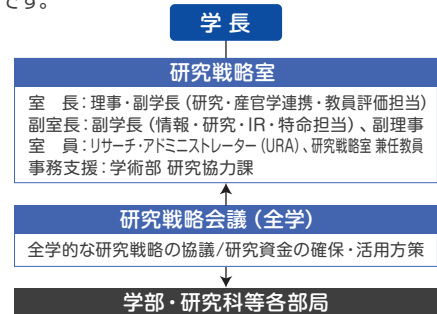 です。
学長
研究戦略室
室　長：理事・副学長（研究・産官学連携・教員評価担当）
副室長：副学長（情報・研究・IR・特命担当）、副理事
室　員：リサーチ・アドミニストレーター（URA）、研究戦略室 兼任教員
事務支援：学術部 研究協力課
研究戦略会議（全学）
全学的な研究戦略の協議/研究資金の確保・活用方策
学部・研究科等各部局